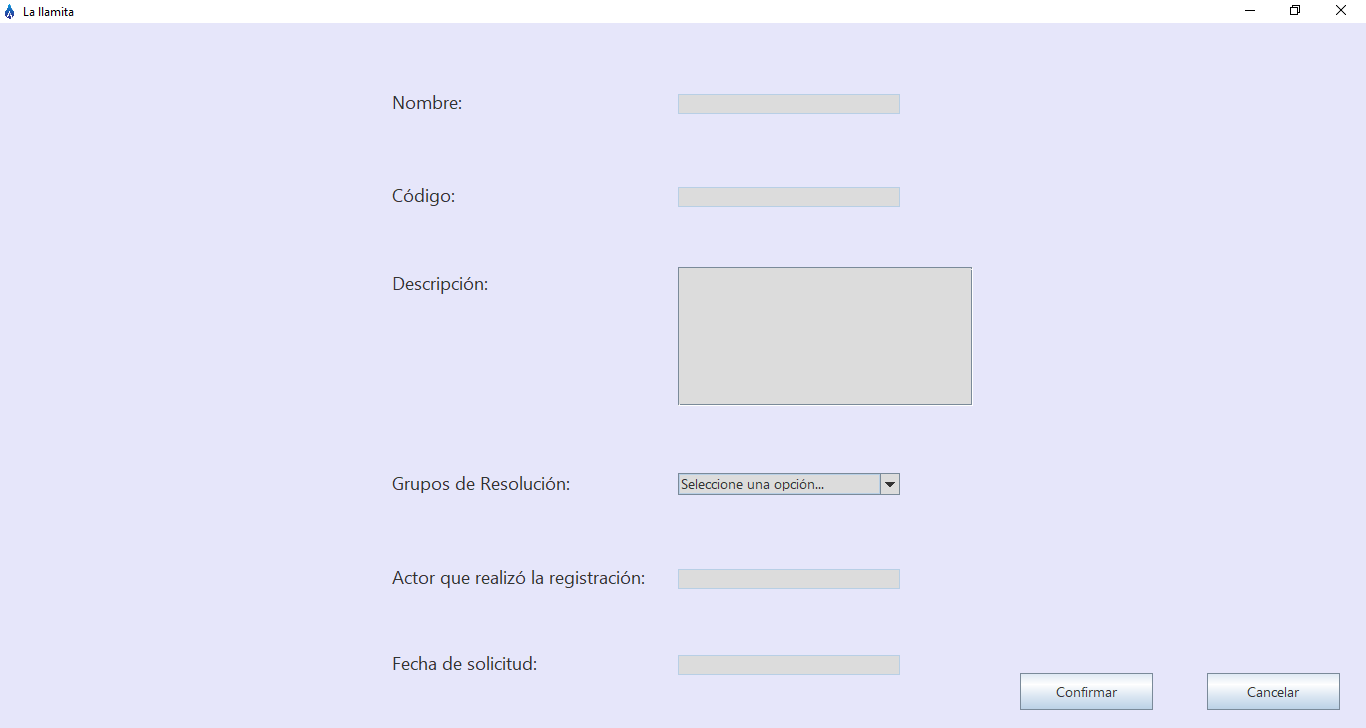 La llamita
Nombre:
Código:
Descripción:
Grupos de Resolución:
Seleccione una opción...
Actor que realizó la registración:
Fecha de solicitud:
Confirmar
Cancelar